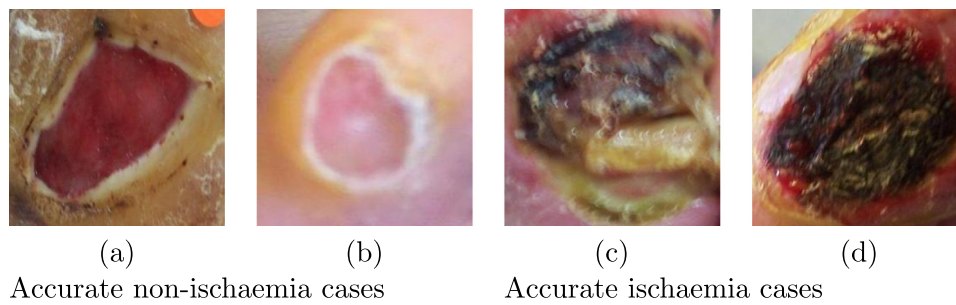 (a) (b) (c) (d)
Accurate non-ischaemia cases Accurate ischaemia cases